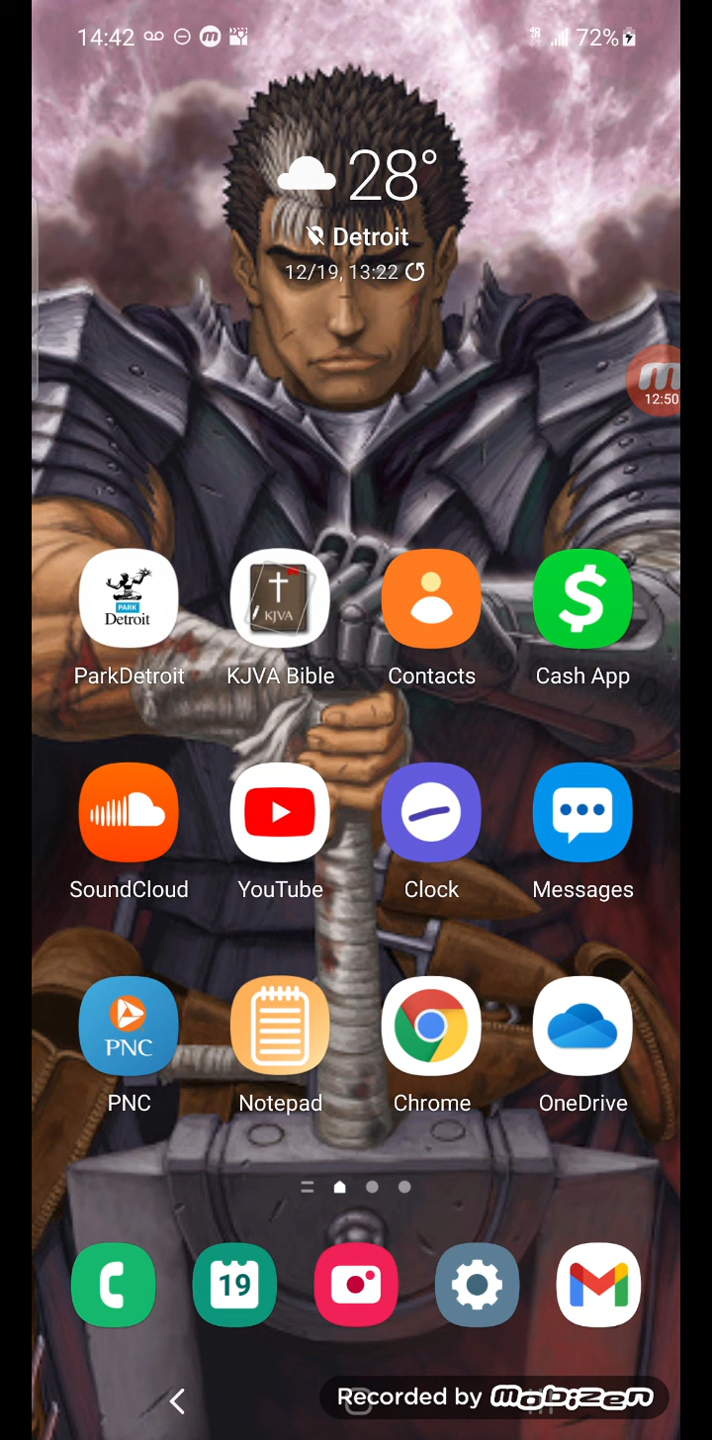 14:42
72%
28°
Detroit
12/19, 13:22
12:50
PARK
Detroit
KJVA
ParkDetroit KJVA Bible Contacts Cash App
SoundCloud YouTube Clock Messages
PNC
PNC Notepad Chrome OneDrive
19
Recorded by mobizen